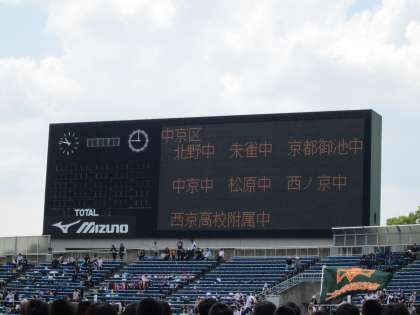 中京区
北野中 朱雀中 京都御池中
中京中 松原中 西ノ京中
西京高校附属中
TOTAL
MIZUNO